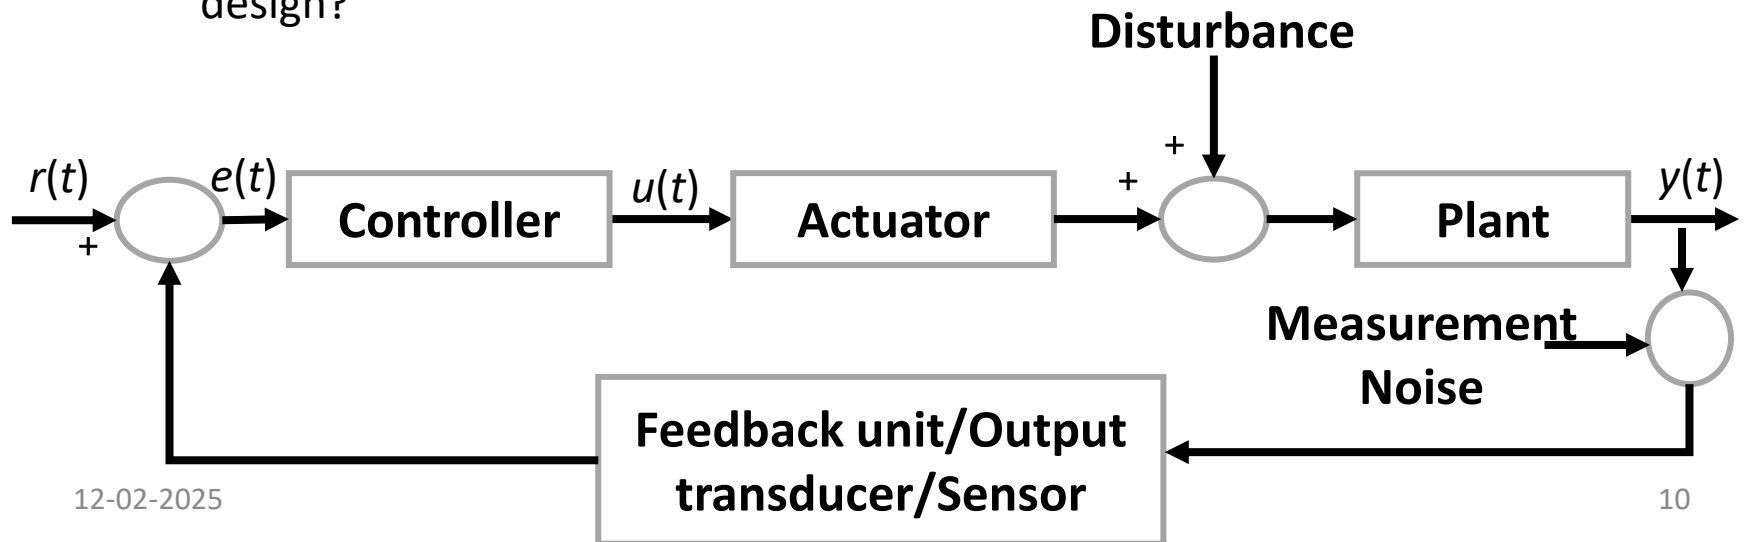 design?
Disturbance
+
r(t)
e(t)
Controller
u(t)
Actuator
+
Plant
y(t)
+
Measurement
Noise
Feedback unit/Output
transducer/Sensor
12-02-2025
10